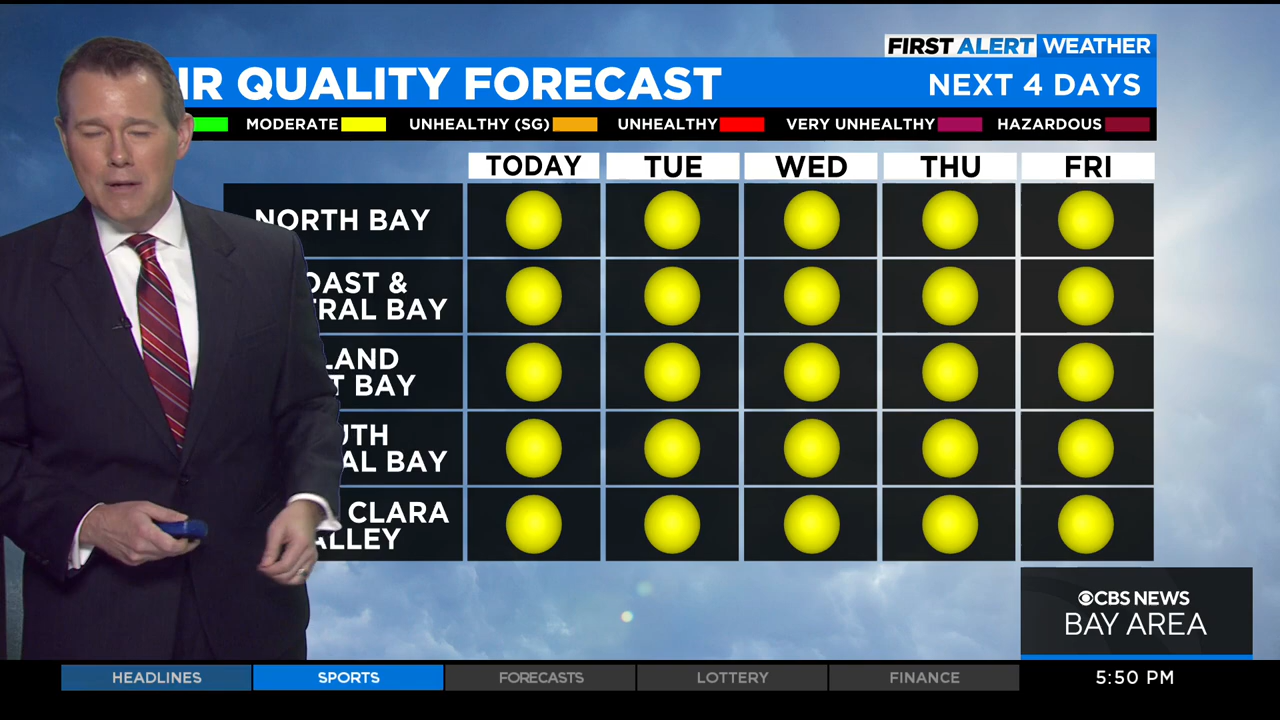 FIRST ALERT WEATHER
IR QUALITY FORECAST
NEXT 4 DAYS
MODERATE
UNHEALTHY (SG)
UNHEALTHY
VERY UNHEALTHY
HAZARDOUS
TODAY
TUE
WED
THU
FRI
NORTH BAY
OAST &
RAL BAY
LAND
T BAY
UTH
AL BAY
CLARA
ALLEY
CBS NEWS
BAY AREA
HEADLINES
SPORTS
FORECASTS
LOTTERY
FINANCE
5:50 PM